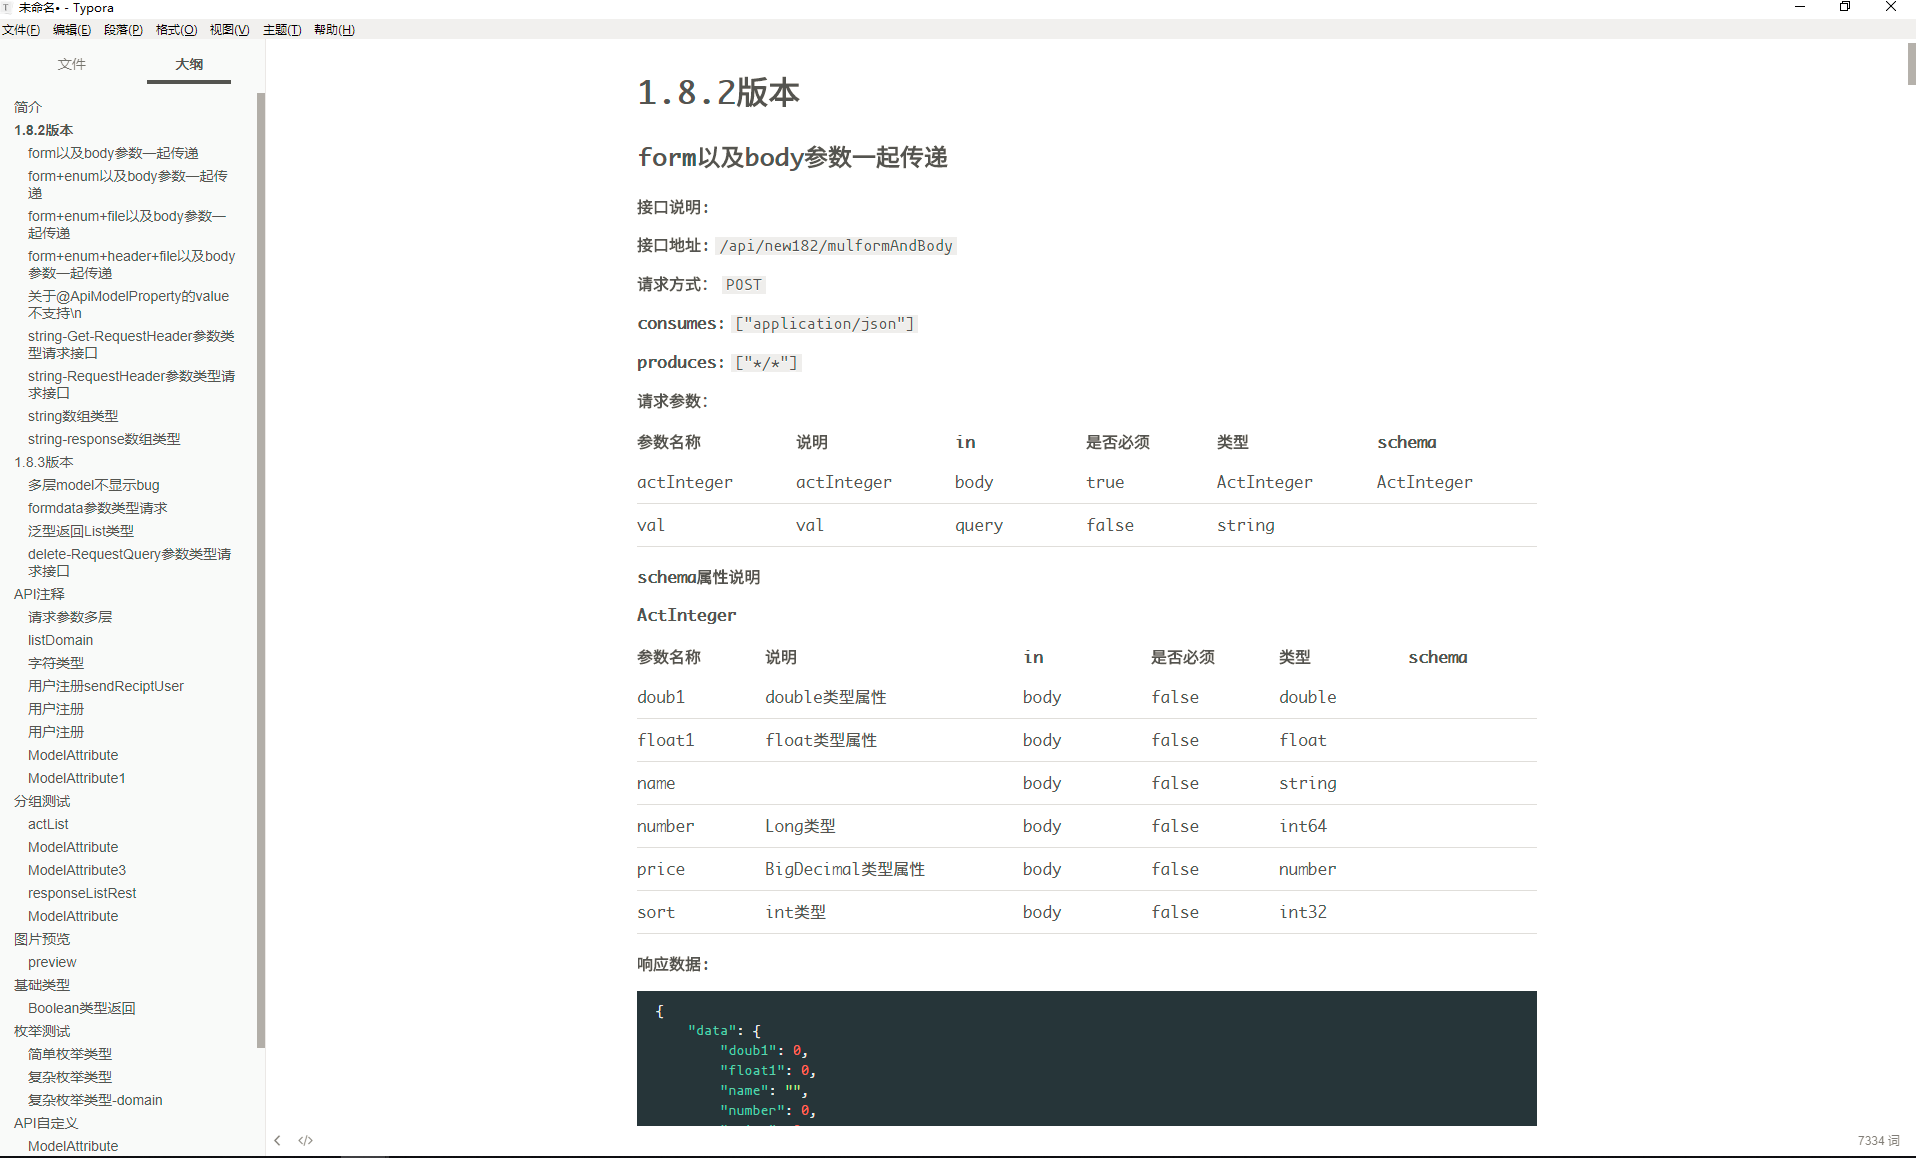 未命名• - Typora
文件(F) 编辑(E) 段落(P) 格式(O) 视图(V) 主题(T) 帮助(H)
文件 大纲
简介
1.8.2版本
form以及body参数一起传递
form+enum以及body参数一起传
递
form+enum+file以及body参数一
起传递
form+enum+header+file以及body
参数一起传递
关于@ApiModelProperty的value
不支持\n
string-Get-RequestHeader参数类
型请求接口
string-RequestHeader参数类型请
求接口
string数组类型
string-response数组类型
1.8.3版本
多层model不显示bug
formdata参数类型请求
泛型返回List类型
delete-RequestQuery参数类型请
求接口
API注释
请求参数多层
listDomain
字符类型
用户注册sendReciptUser
用户注册
用户注册
ModelAttribute
ModelAttribute1
分组测试
actList
ModelAttribute
ModelAttribute3
responseListRest
ModelAttribute
图片预览
preview
基础类型
Boolean类型返回
枚举测试
简单枚举类型
复杂枚举类型
复杂枚举类型-domain
API自定义
ModelAttribute
1.8.2版本
form以及body参数一起传递
接口说明:
接口地址: /api/new182/mulformAndBody
请求方式: POST
consumes: ["application/json"]
produces: ["*/*"]
请求参数:
参数名称 说明 in 是否必须 类型 schema
actInteger actInteger body true ActInteger ActInteger
val val query false string
schema属性说明
ActInteger
参数名称 说明 in 是否必须 类型 schema
doub1 double类型属性 body false double
float1 float类型属性 body false float
name body false string
number Long类型 body false int64
price BigDecimal类型属性 body false number
sort int类型 body false int32
响应数据:
{
"data": {
"doub1": 0,
"float1": 0,
"name": "",
"number": 0,
</> 7334 词